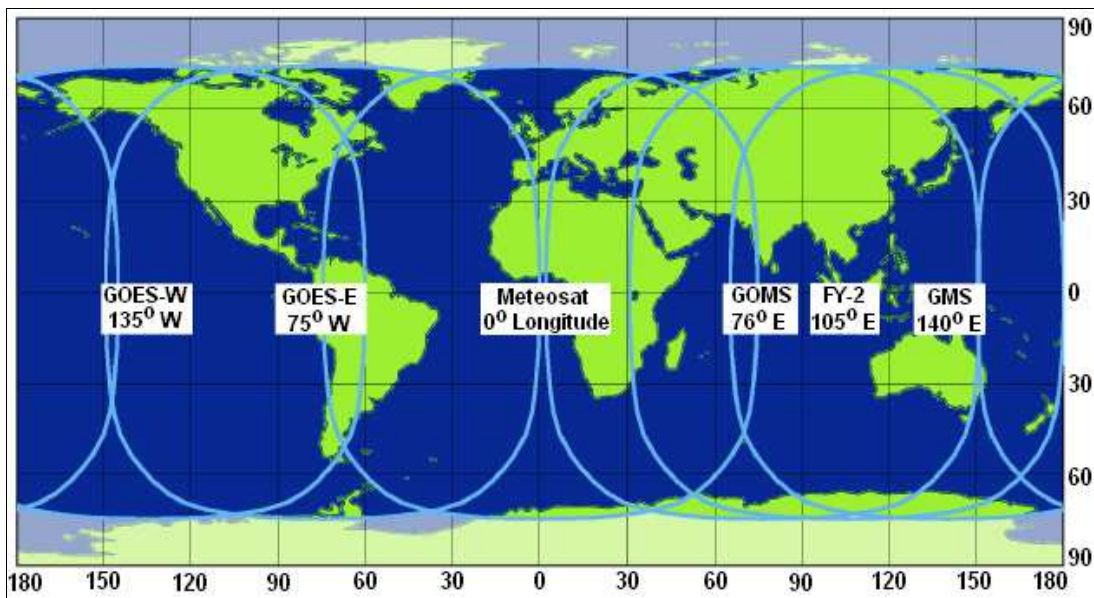 90
60
30
0
30
60
90
GOES-W
135⁰ W
GOES-E
75⁰ W
Meteosat
0⁰ Longitude
GOMS
76⁰ E
FY-2
105⁰ E
GMS
140⁰ E
180 150 120 90 60 30 0 30 60 90 120 150 180